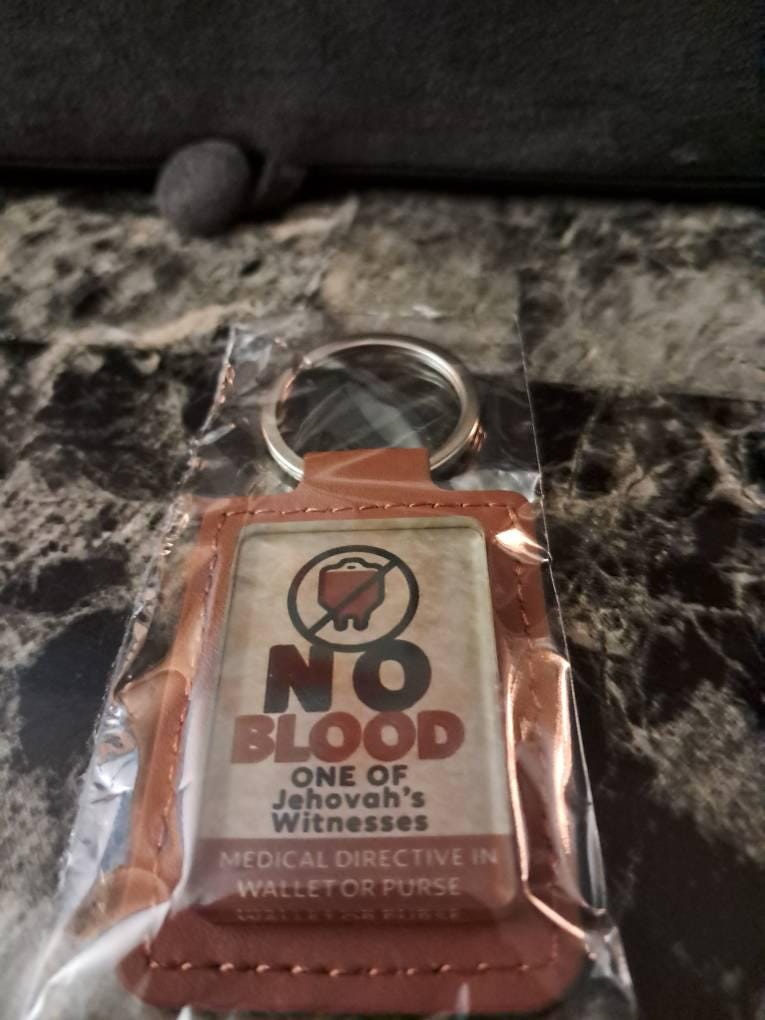 NO
BLOOD
ONE OF
Jehovah's
Witnesses
MEDICAL DIRECTIVE IN
WALLET OR PURSE